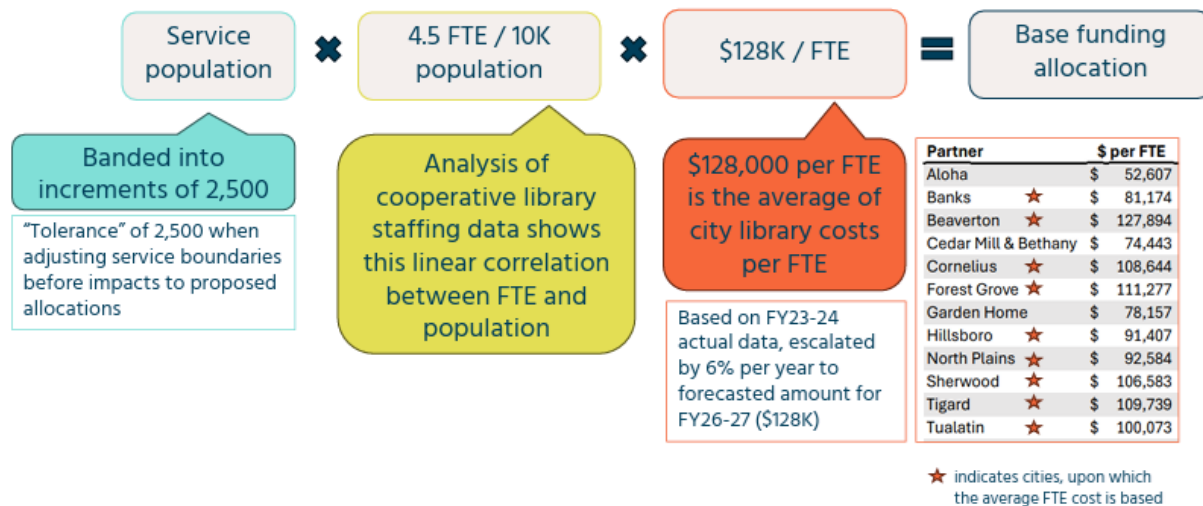 Service
population
✖
4.5 FTE / 10K
population
✖
$128K / FTE
=
Base funding
allocation
Banded into
increments of 2,500
"Tolerance" of 2,500 when
adjusting service boundaries
before impacts to proposed
allocations
Analysis of
cooperative library
staffing data shows
this linear correlation
between FTE and
population
$128,000 per FTE
is the average of
city library costs
per FTE
Based on FY23-24
actual data, escalated
by 6% per year to
forecasted amount for
FY26-27 ($128K)
Partner $ per FTE
Aloha $ 52,607
Banks ★ $ 81,174
Beaverton ★ $ 127,894
Cedar Mill & Bethany $ 74,443
Cornelius ★ $ 108,644
Forest Grove ★ $ 111,277
Garden Home $ 78,157
Hillsboro ★ $ 91,407
North Plains ★ $ 92,584
Sherwood ★ $ 106,583
Tigard ★ $ 109,739
Tualatin ★ $ 100,073
★ indicates cities, upon which
the average FTE cost is based